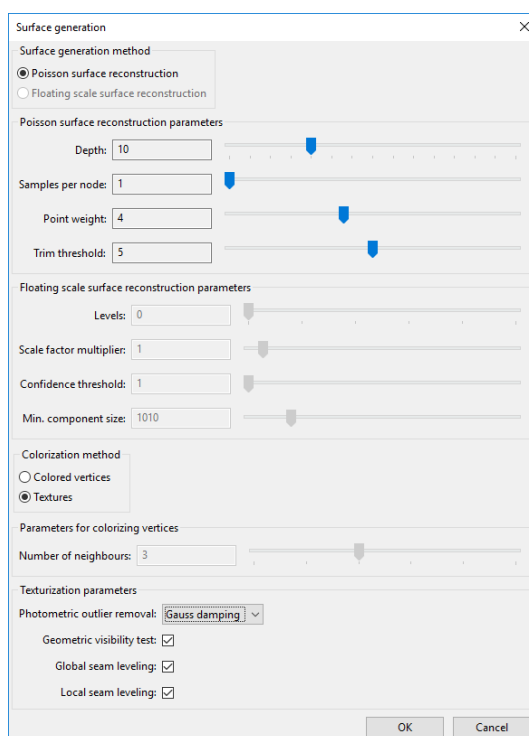 Surface generation
Surface generation method
Poisson surface reconstruction
Floating scale surface reconstruction
Poisson surface reconstruction parameters
Depth: 10
Samples per node: 1
Point weight: 4
Trim threshold: 5
Floating scale surface reconstruction parameters
Levels: 0
Scale factor multiplier: 1
Confidence threshold: 1
Min. component size: 1010
Colorization method
Colored vertices
Textures
Parameters for colorizing vertices
Number of neighbours: 3
Texturization parameters
Photometric outlier removal: Gauss damping
Geometric visibility test:
Global seam leveling:
Local seam leveling:
OK Cancel